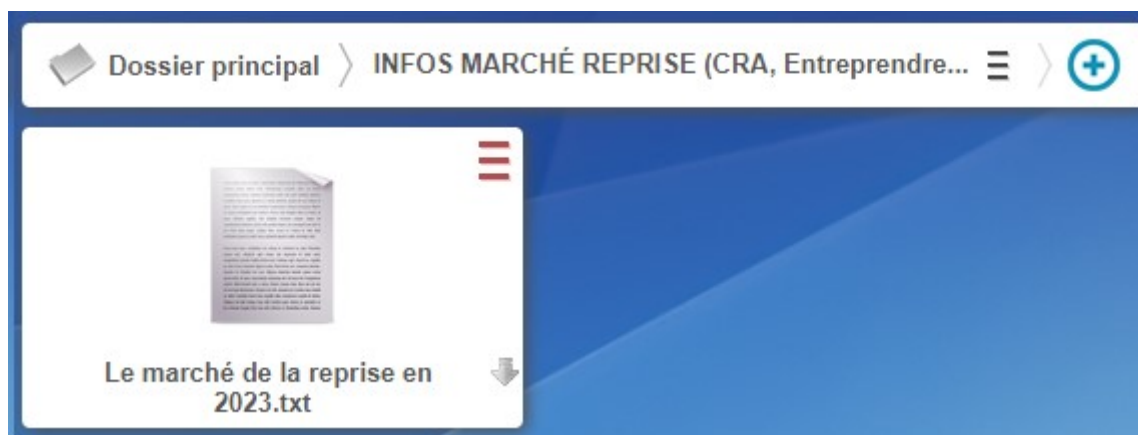 Dossier principal
INFOS MARCHÉ REPRISE (CRA, Entreprendre...
Le marché de la reprise en
2023.txt